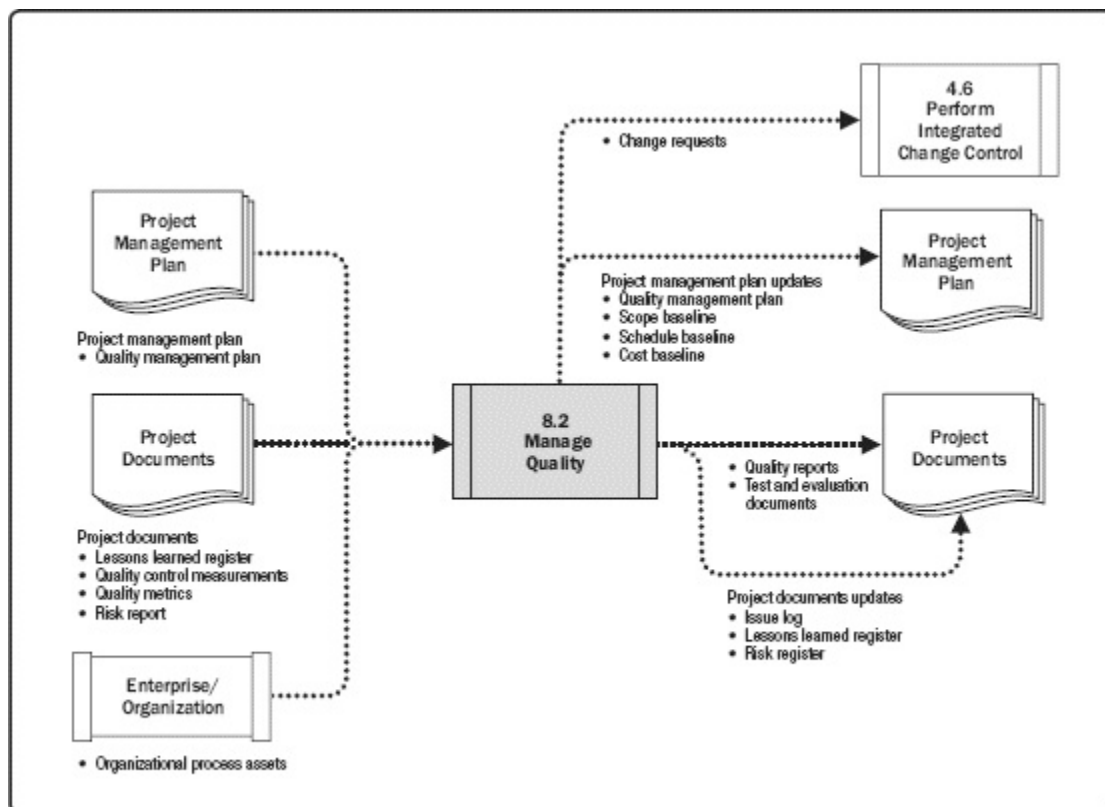 4.6
Perform
Integrated
Change Control
• Change requests
Project
Management
Plan
Project management plan
• Quality management plan
Project
Management
Plan
Project management plan updates
• Quality management plan
• Scope baseline
• Schedule baseline
• Cost baseline
8.2
Manage
Quality
Project
Documents
Project documents
• Lessons learned register
• Quality control measurements
• Quality metrics
• Risk report
Project
Documents
• Quality reports
• Test and evaluation
documents
Project documents updates
• Issue log
• Lessons learned register
• Risk register
Enterprise/
Organization
• Organizational process assets